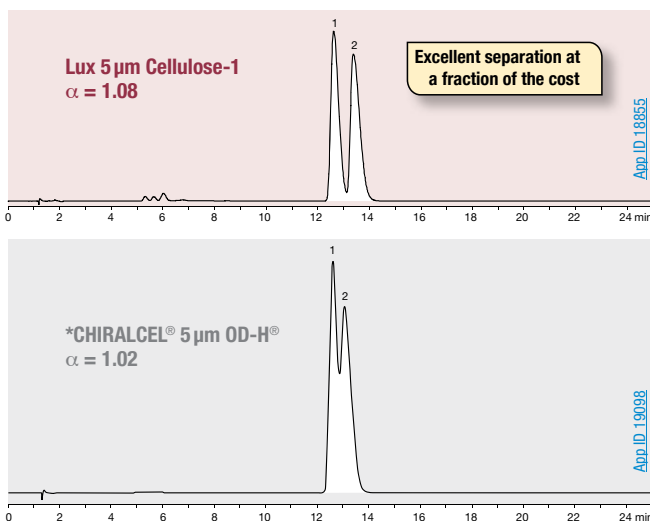 1
2
Lux 5 µm Cellulose-1
α = 1.08
Excellent separation at
a fraction of the cost
App ID 18855
0 2 4 6 8 10 12 14 16 18 20 22 24 min
1
2
*CHIRALCEL® 5 µm OD-H®
α = 1.02
App ID 19098
0 2 4 6 8 10 12 14 16 18 20 22 24 min